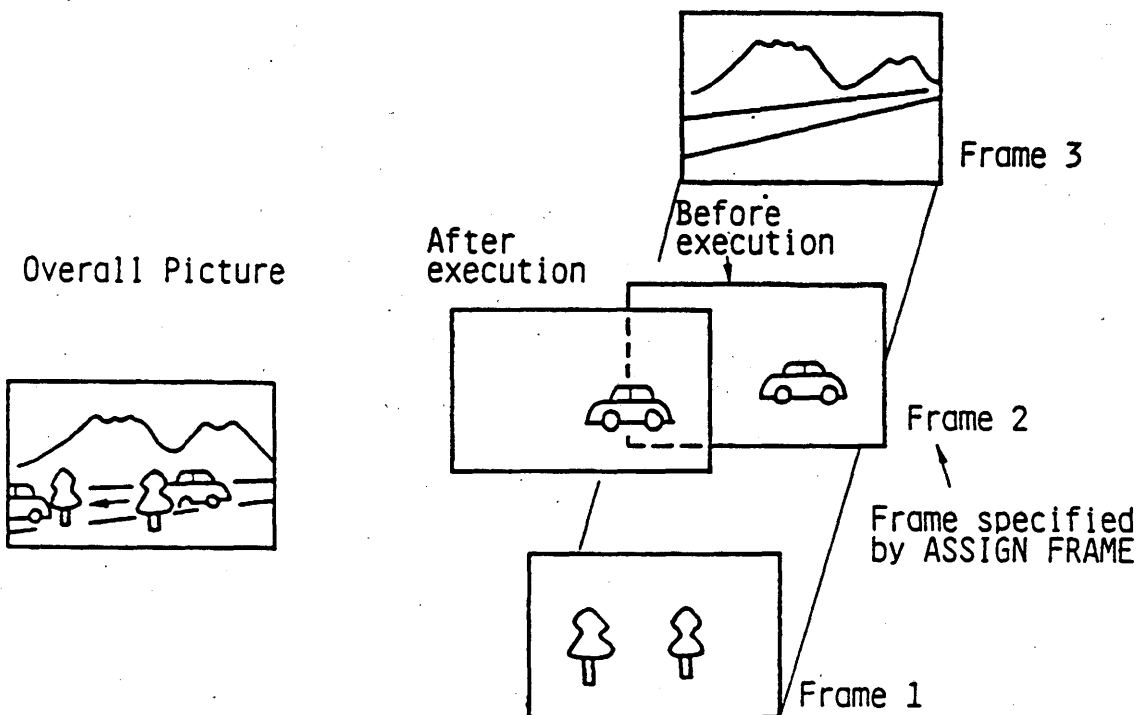 Frame 3
Before
execution
After
execution
Overall Picture
Frame 2
Frame specified
by ASSIGN FRAME
Frame 1